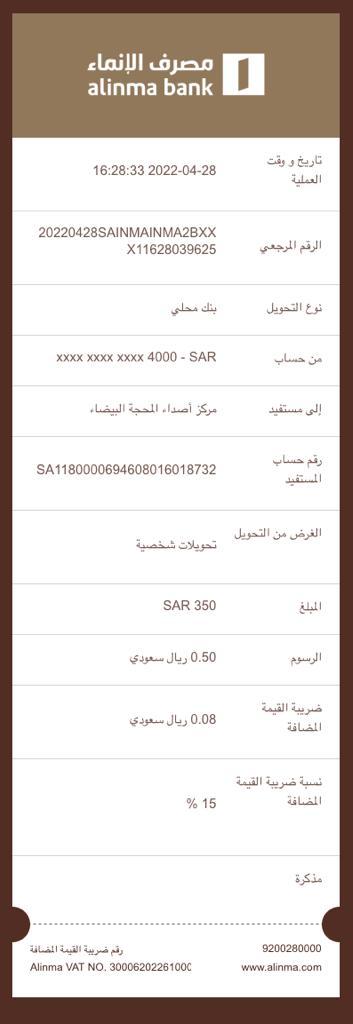 مصرف الإنماء
alinma bank
تاريخ و وقت
العملية
16:28:33 2022-04-28
الرقم المرجعي
20220428SAINMAINMA2BXX
X11628039625
نوع التحويل
بنك محلي
من حساب
xxxx xxxx xxxx 4000 - SAR
إلى مستفيد
مركز أصداء المحجة البيضاء
رقم حساب
المستفيد
SA1180000694608016018732
الغرض من التحويل
تحويلات شخصية
المبلغ
SAR 350
الرسوم
0.50 ريال سعودي
ضريبة القيمة
المضافة
0.08 ريال سعودي
نسبة ضريبة القيمة
المضافة
% 15
مذكرة
9200280000
رقم ضريبة القيمة المضافة
www.alinma.com
Alinma VAT NO. 30006202261000